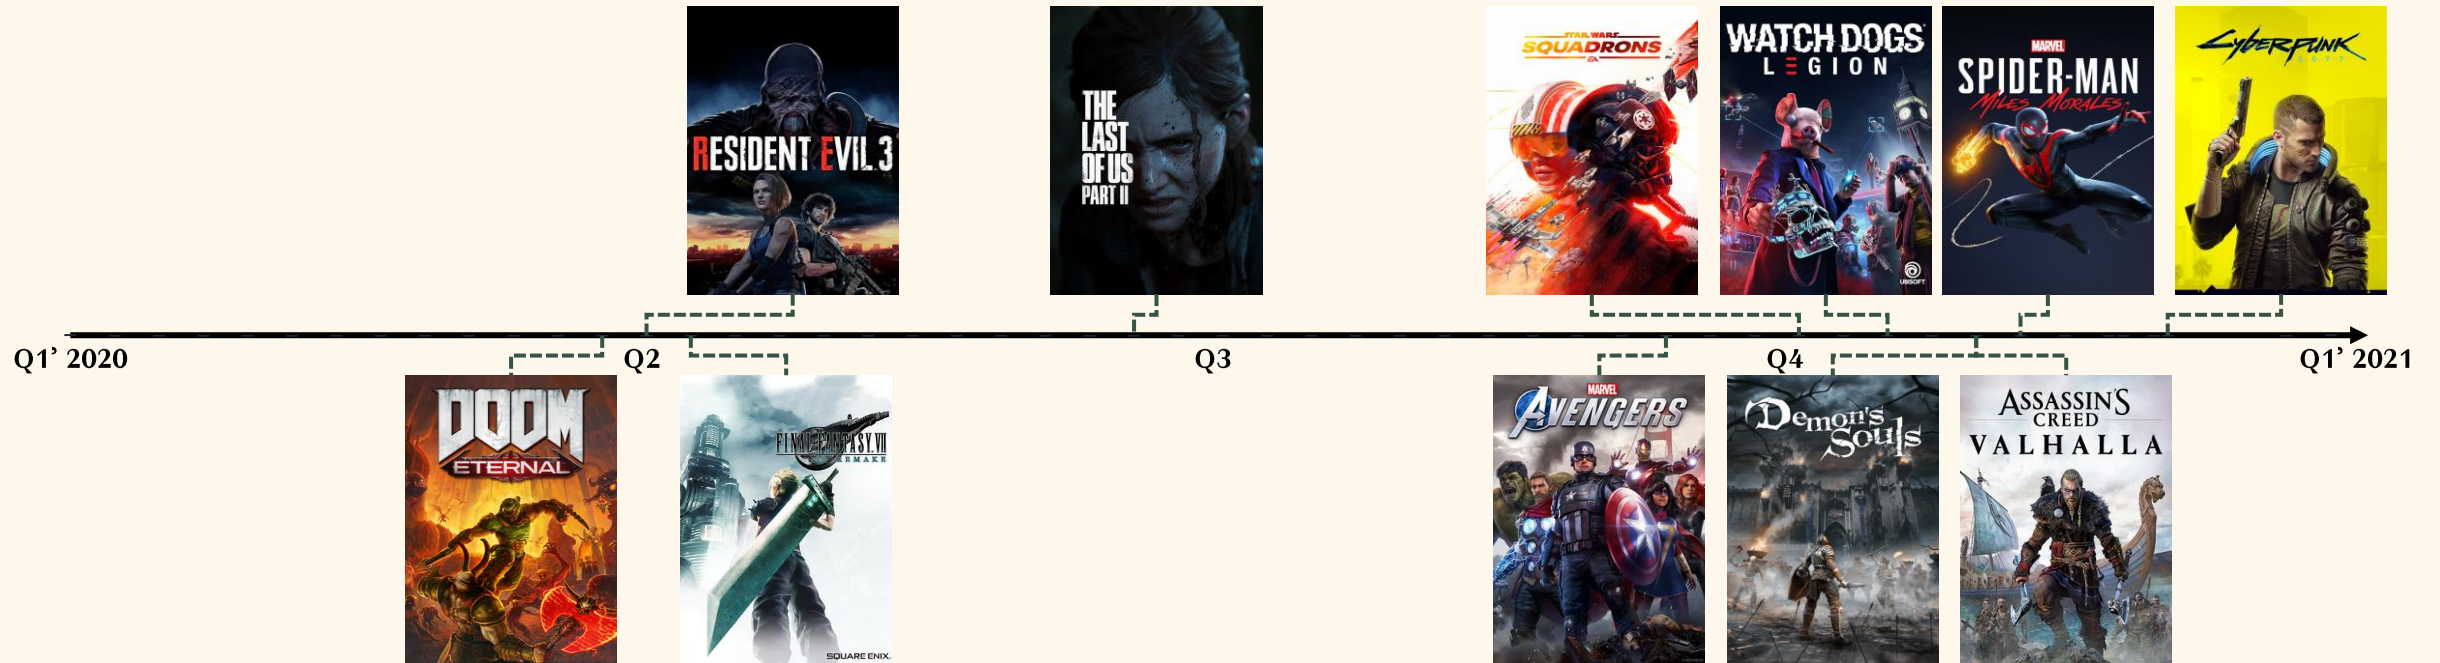 RESIDENT EVIL 3
THE
LAST
OF US
PART II
STAR WARS
SQUADRONS
EA
WATCH DOGS
LEGION
UBISOFT
MARVEL
SPIDER-MAN
MILES MORALES
Cyberpunk
2077
Q1’ 2020
Q2
Q3
Q4
Q1’ 2021
DOOM
ETERNAL
FINAL FANTASY VII
REMAKE
SQUARE ENIX
MARVEL
AVENGERS
Demon's
Souls
ASSASSIN'S
CREED
VALHALLA